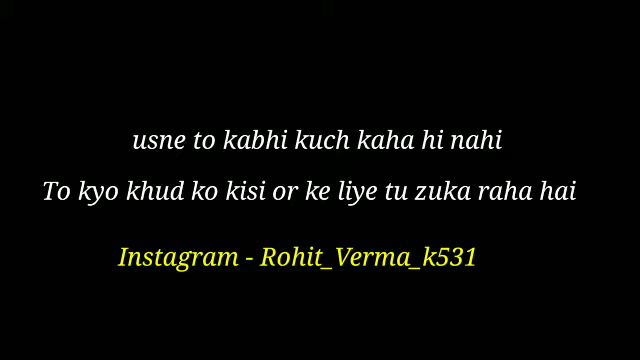 usne to kabhi kuch kaha hi nahi
To kyo khud ko kisi or ke liye tu zuka raha hai
Instagram - Rohit_Verma_k531